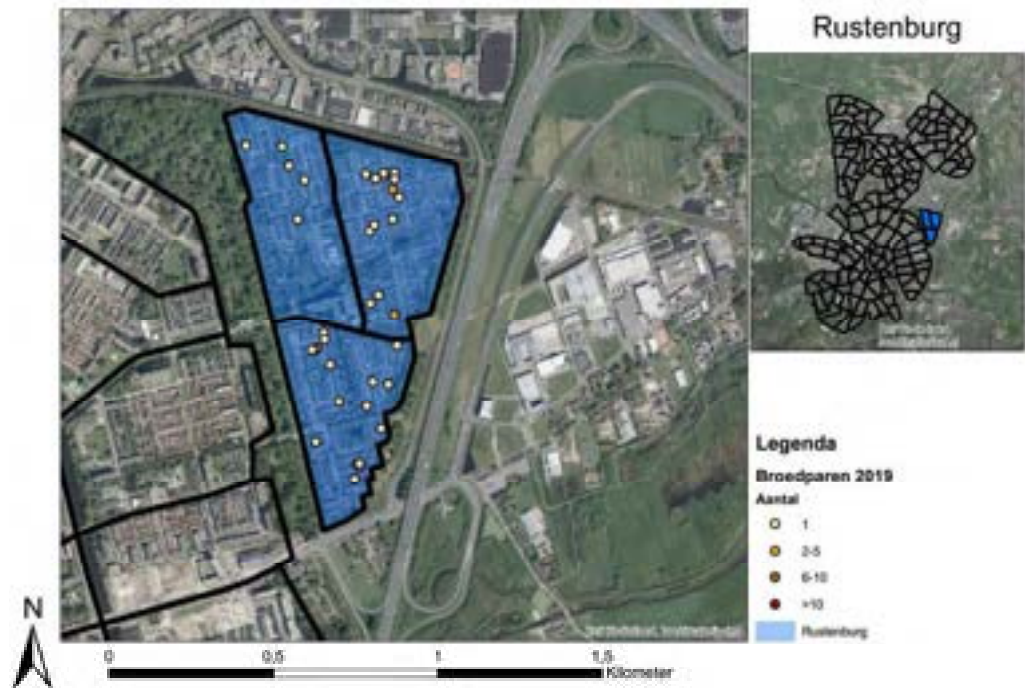 Rustenburg
Legenda
Broedparen 2019
Aantal
1
2-5
6-10
>10
Rustenburg
N
0 0,5 1 1,5
Kilometer